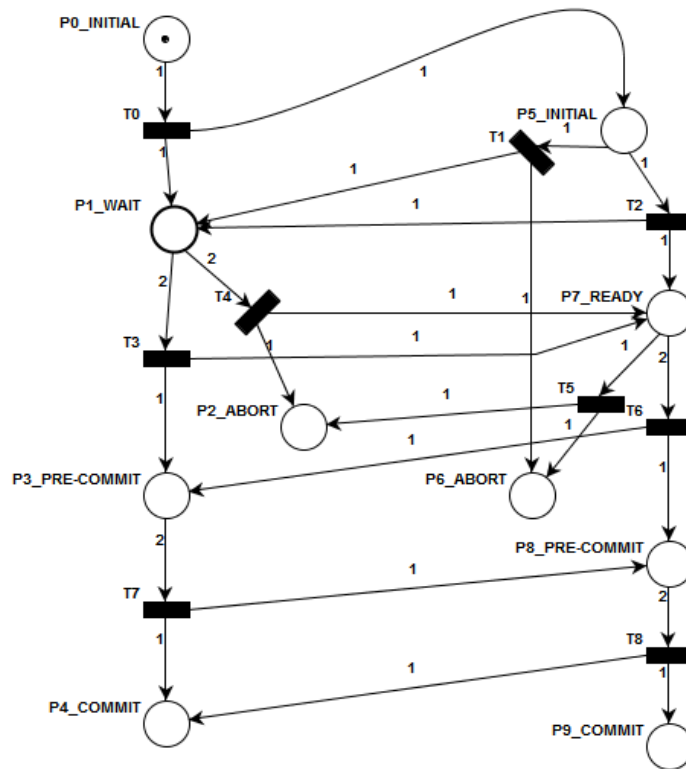 P0_INITIAL
1
1
T0
P5_INITIAL
1
T1
1
1
1
P1_WAIT
1
T2
1
2
2
P7_READY
T4
1
1
T3
1
1
1
2
1
T5
1
P2_ABORT
1
T6
1
1
P3_PRE-COMMIT
P6_ABORT
1
2
P8_PRE-COMMIT
1
T7
2
1
T8
1
1
P4_COMMIT
P9_COMMIT